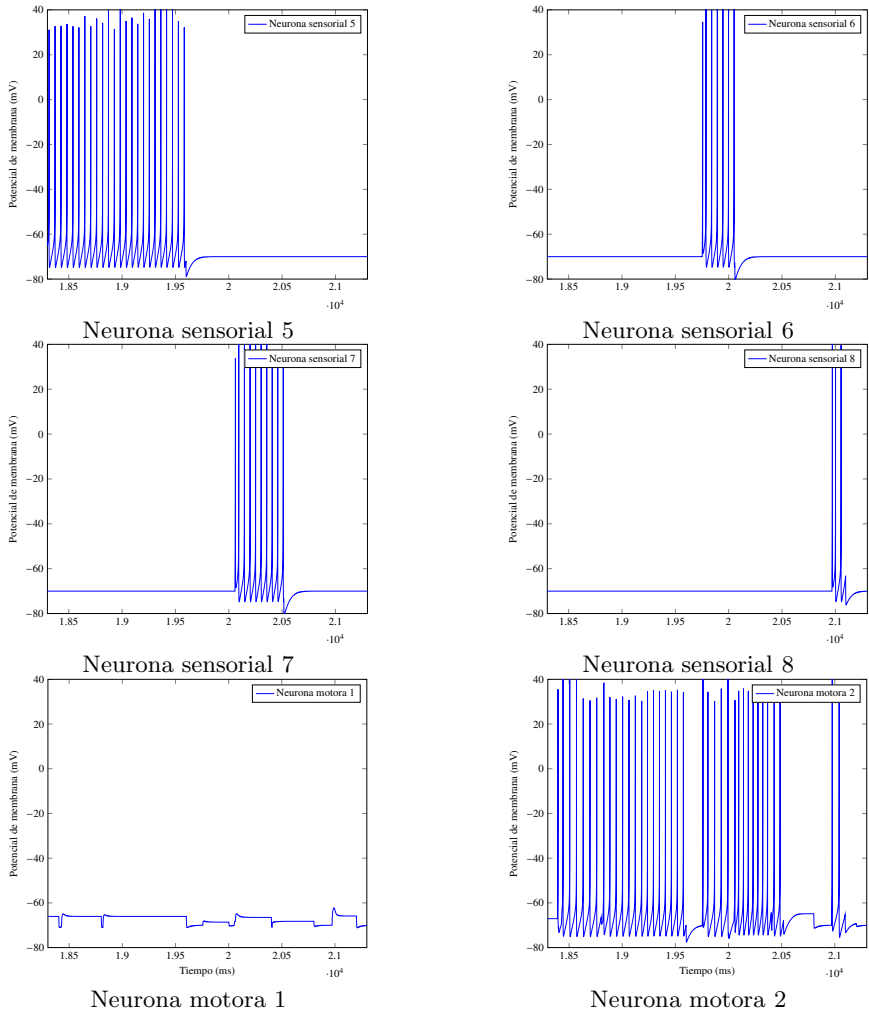 Neurona sensorial 5
40
20
0
−20
−40
−60
−80
Potencial de membrana (mV)
1.85 1.9 1.95 2 2.05 2.1
·10⁴
Neurona sensorial 5
Neurona sensorial 6
40
20
0
−20
−40
−60
−80
Potencial de membrana (mV)
1.85 1.9 1.95 2 2.05 2.1
·10⁴
Neurona sensorial 6
Neurona sensorial 7
40
20
0
−20
−40
−60
−80
Potencial de membrana (mV)
1.85 1.9 1.95 2 2.05 2.1
·10⁴
Neurona sensorial 7
Neurona sensorial 8
40
20
0
−20
−40
−60
−80
Potencial de membrana (mV)
1.85 1.9 1.95 2 2.05 2.1
·10⁴
Neurona sensorial 8
Neurona motora 1
40
20
0
−20
−40
−60
−80
Potencial de membrana (mV)
1.85 1.9 1.95 2 2.05 2.1
Tiempo (ms)
·10⁴
Neurona motora 1
Neurona motora 2
40
20
0
−20
−40
−60
−80
Potencial de membrana (mV)
1.85 1.9 1.95 2 2.05 2.1
Tiempo (ms)
·10⁴
Neurona motora 2